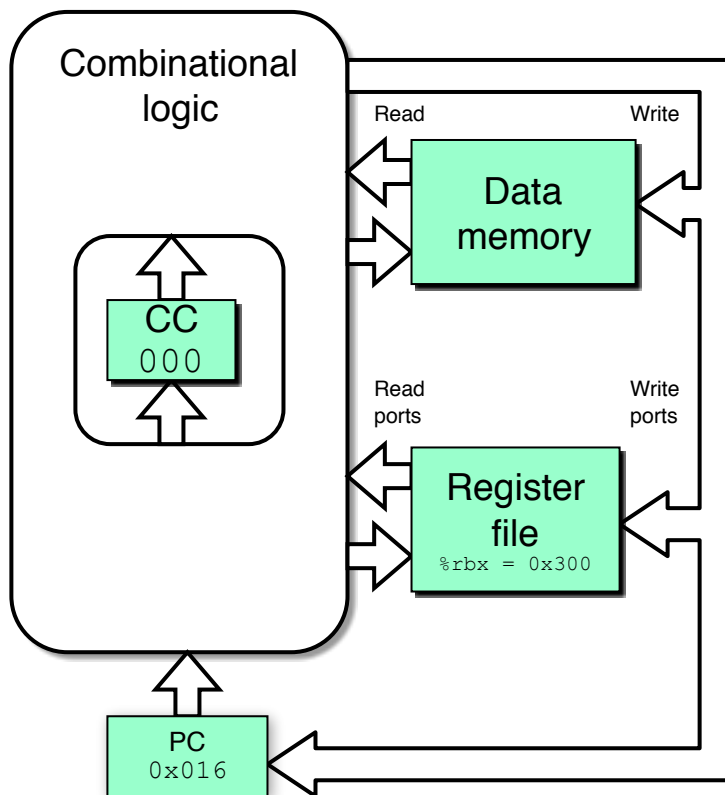 Combinational
logic
Read
Write
Data
memory
CC
000
Read
ports
Write
ports
Register
file
%rbx = 0x300
PC
0x016